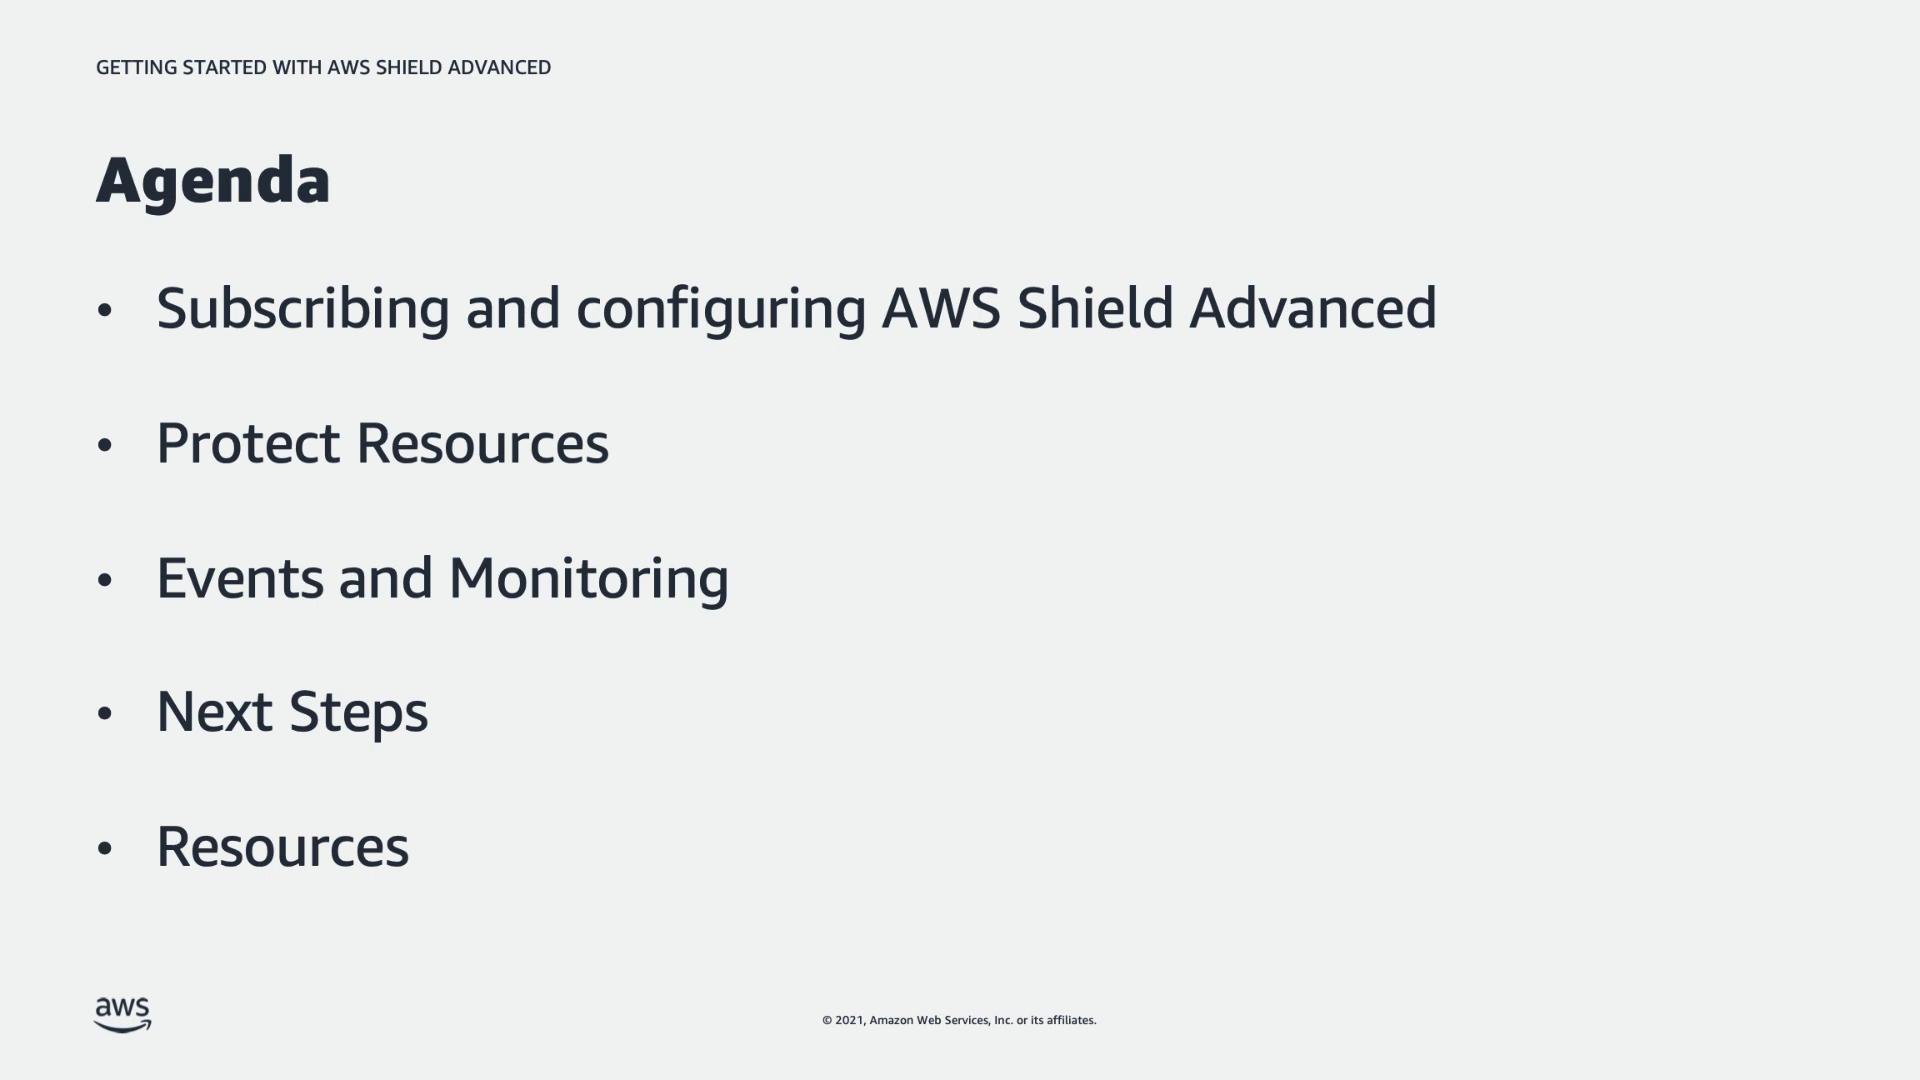 GETTING STARTED WITH AWS SHIELD ADVANCED
Agenda
• Subscribing and configuring AWS Shield Advanced
• Protect Resources
• Events and Monitoring
• Next Steps
• Resources
aws
© 2021, Amazon Web Services, Inc. or its affiliates.